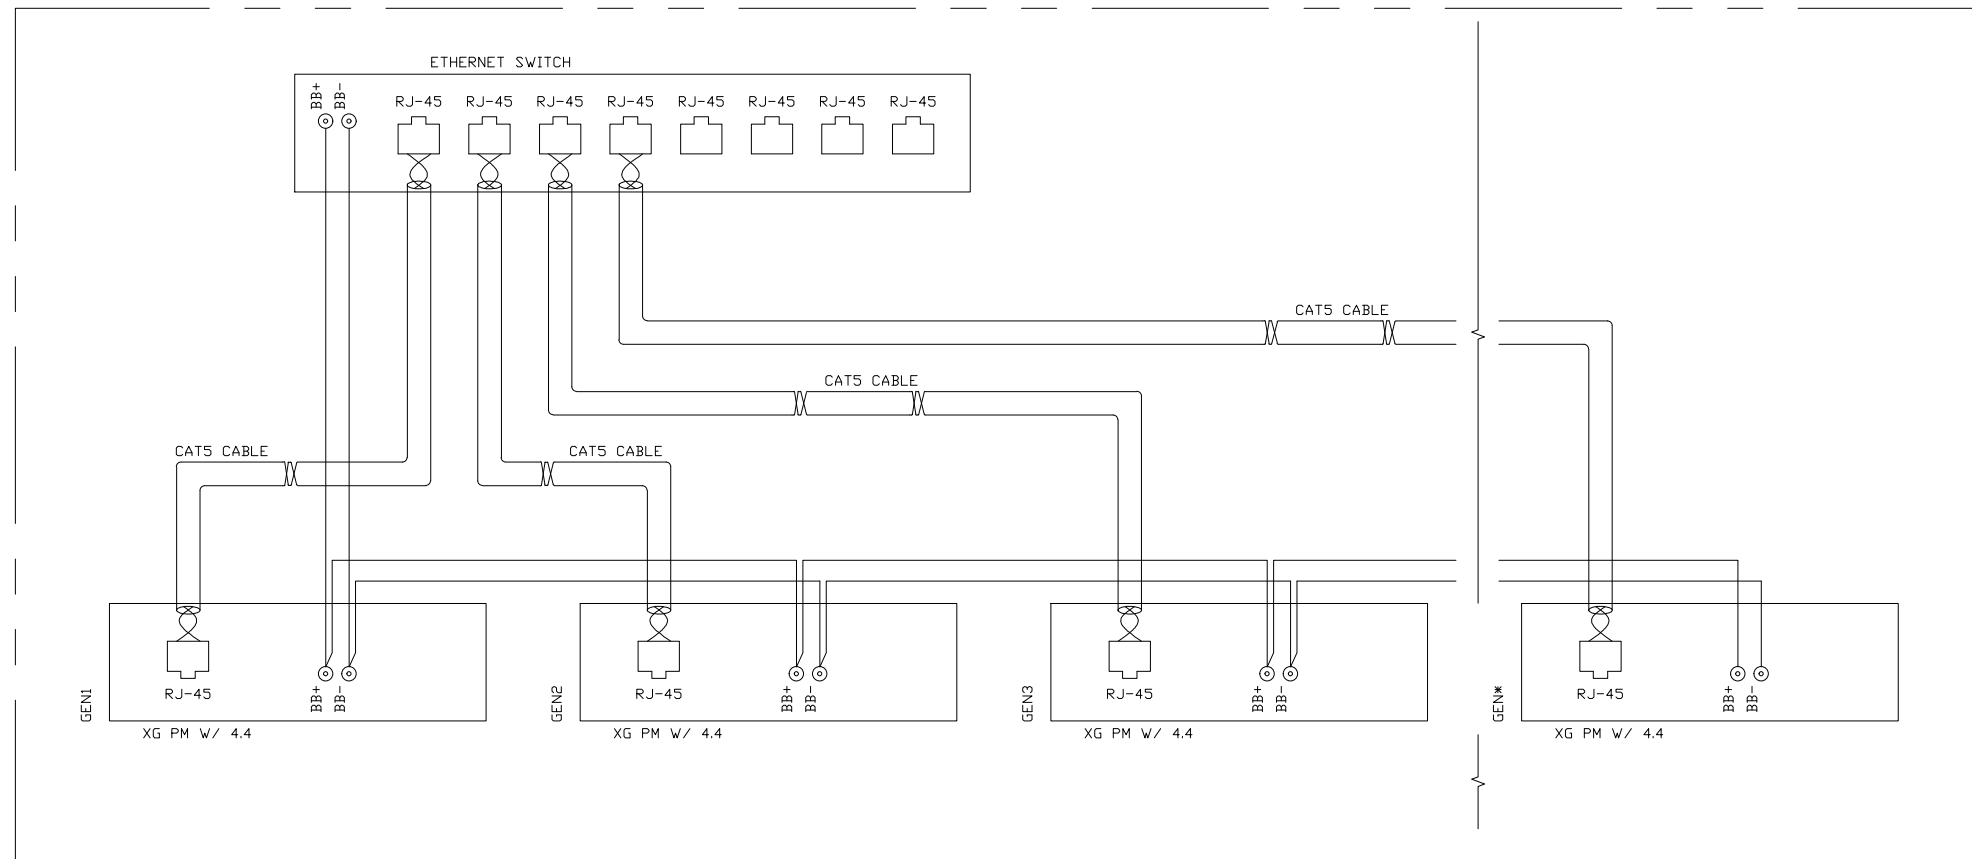 ETHERNET SWITCH
BB+
BB-
RJ-45 RJ-45 RJ-45 RJ-45 RJ-45 RJ-45 RJ-45 RJ-45
CAT5 CABLE
CAT5 CABLE
CAT5 CABLE CAT5 CABLE
GEN1
RJ-45
BB+
BB-
XG PM W/ 4.4
GEN2
RJ-45
BB+
BB-
XG PM W/ 4.4
GEN3
RJ-45
BB+
BB-
XG PM W/ 4.4
GEN*
RJ-45
BB+
BB-
XG PM W/ 4.4